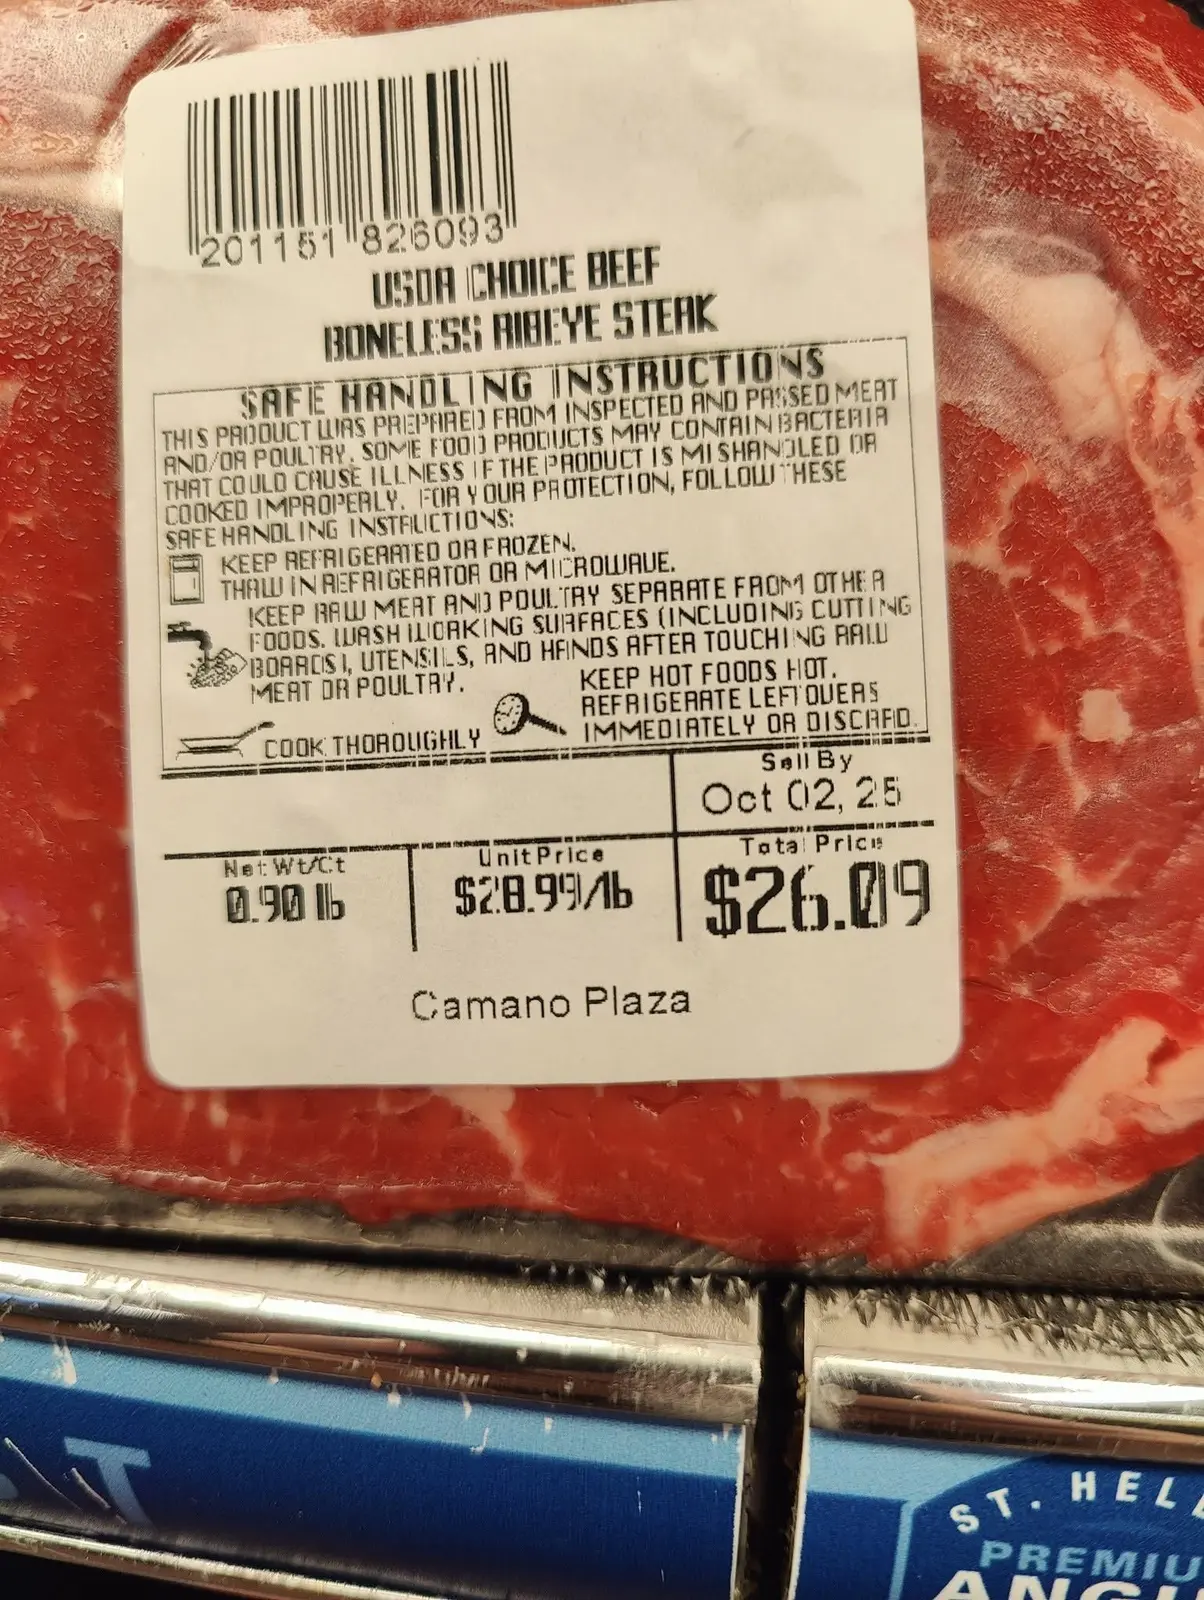 201151 826093
USDA CHOICE BEEF
BONELESS RIBEYE STEAK
SAFE HANDLING INSTRUCTIONS
THIS PRODUCT WAS PREPARED FROM INSPECTED AND PASSED MEAT
AND/OR POULTRY. SOME FOOD PRODUCTS MAY CONTAIN BACTERIA
THAT COULD CAUSE ILLNESS IF THE PRODUCT IS MISHANDLED OR
COOKED IMPROPERLY. FOR YOUR PROTECTION, FOLLOW THESE
SAFE HANDLING INSTRUCTIONS:
KEEP REFRIGERATED OR FROZEN.
THAW IN REFRIGERATOR OR MICROWAVE.
KEEP RAW MEAT AND POULTRY SEPARATE FROM OTHER
FOODS. WASH WORKING SURFACES (INCLUDING CUTTING
BOARDS), UTENSILS, AND HANDS AFTER TOUCHING RAW
MEAT OR POULTRY.
KEEP HOT FOODS HOT.
REFRIGERATE LEFTOVERS
IMMEDIATELY OR DISCARD.
COOK THOROUGHLY
Sell By
Oct 02, 25
Net Wt/Ct
0.90 lb
Unit Price
$28.99/lb
Total Price
$26.09
Camano Plaza
ST. HEL
PREMIU
ANGU